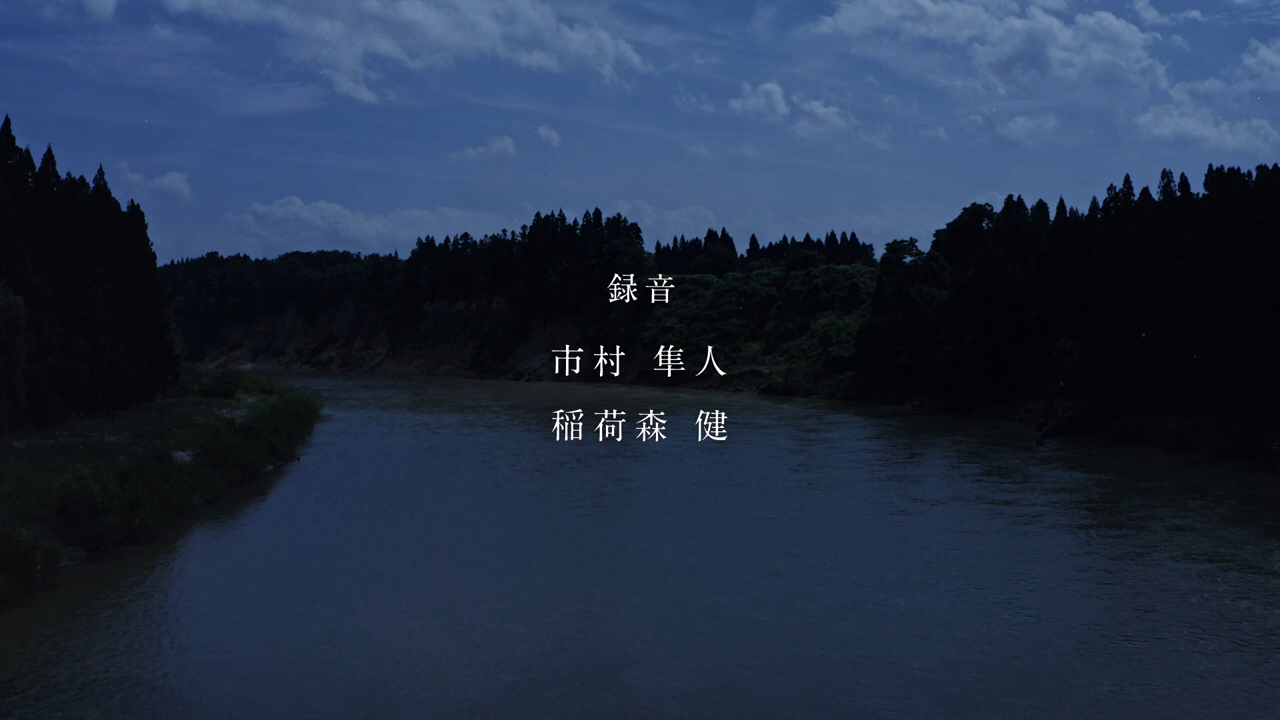 録音
市村 隼人
稲荷森 健